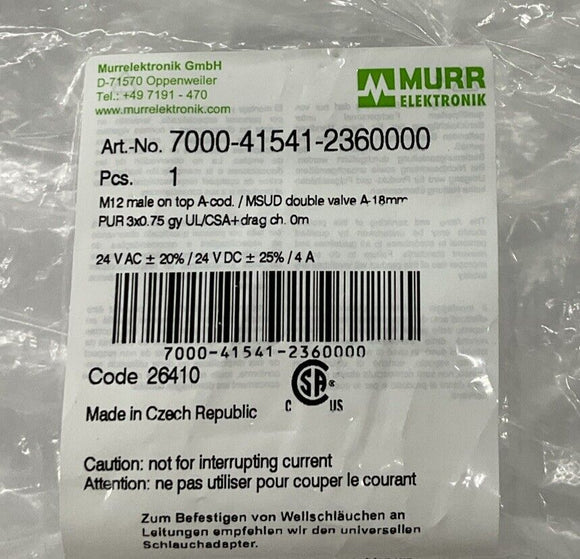 Murrelektronik GmbH
D-71570 Oppenweiler
Tel.: +49 7191 - 470
www.murrelektronik.com
MURR
ELEKTRONIK
Art.-No. 7000-41541-2360000
Pcs. 1
M12 male on top A-cod. / MSUD double valve A-18mm
PUR 3x0.75 gy UL/CSA+drag ch. 0m
24 V AC ± 20% / 24 V DC ± 25% / 4 A
7000-41541-2360000
Code 26410
C SA ® US
Made in Czech Republic
Caution: not for interrupting current
Attention: ne pas utiliser pour couper le courant
Zum Befestigen von Wellschläuchen an
Leitungen empfehlen wir den universellen
Schlauchadapter.